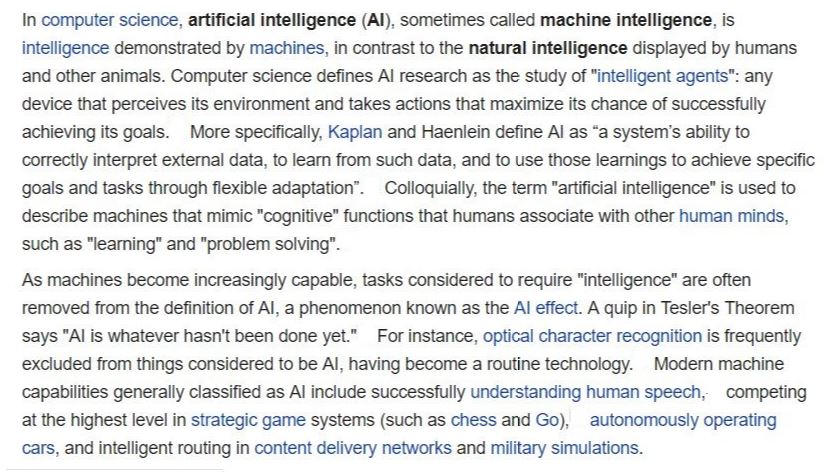 In computer science, artificial intelligence (AI), sometimes called machine intelligence, is
intelligence demonstrated by machines, in contrast to the natural intelligence displayed by humans
and other animals. Computer science defines AI research as the study of "intelligent agents": any
device that perceives its environment and takes actions that maximize its chance of successfully
achieving its goals. More specifically, Kaplan and Haenlein define AI as “a system’s ability to
correctly interpret external data, to learn from such data, and to use those learnings to achieve specific
goals and tasks through flexible adaptation”. Colloquially, the term "artificial intelligence" is used to
describe machines that mimic "cognitive" functions that humans associate with other human minds,
such as "learning" and "problem solving".
As machines become increasingly capable, tasks considered to require "intelligence" are often
removed from the definition of AI, a phenomenon known as the AI effect. A quip in Tesler's Theorem
says "AI is whatever hasn't been done yet." For instance, optical character recognition is frequently
excluded from things considered to be AI, having become a routine technology. Modern machine
capabilities generally classified as AI include successfully understanding human speech, competing
at the highest level in strategic game systems (such as chess and Go), autonomously operating
cars, and intelligent routing in content delivery networks and military simulations.